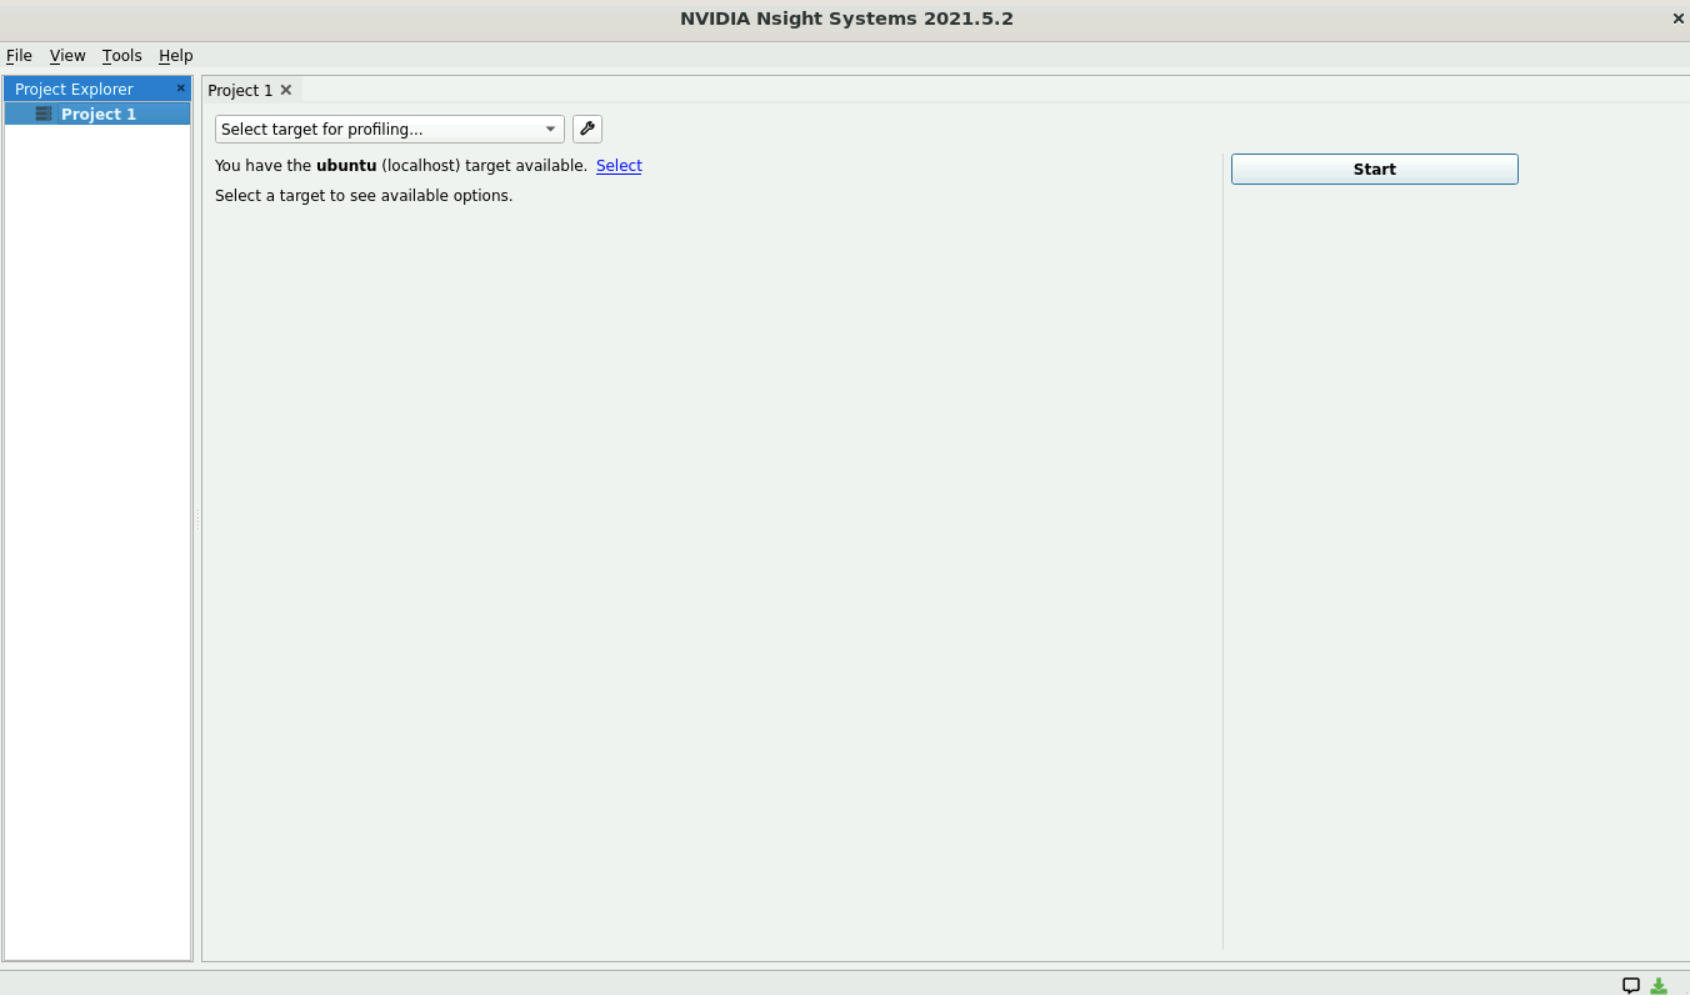 NVIDIA Nsight Systems 2021.5.2
File View Tools Help
Project Explorer
Project 1
Project 1
Select target for profiling...
You have the ubuntu (localhost) target available. Select
Select a target to see available options.
Start